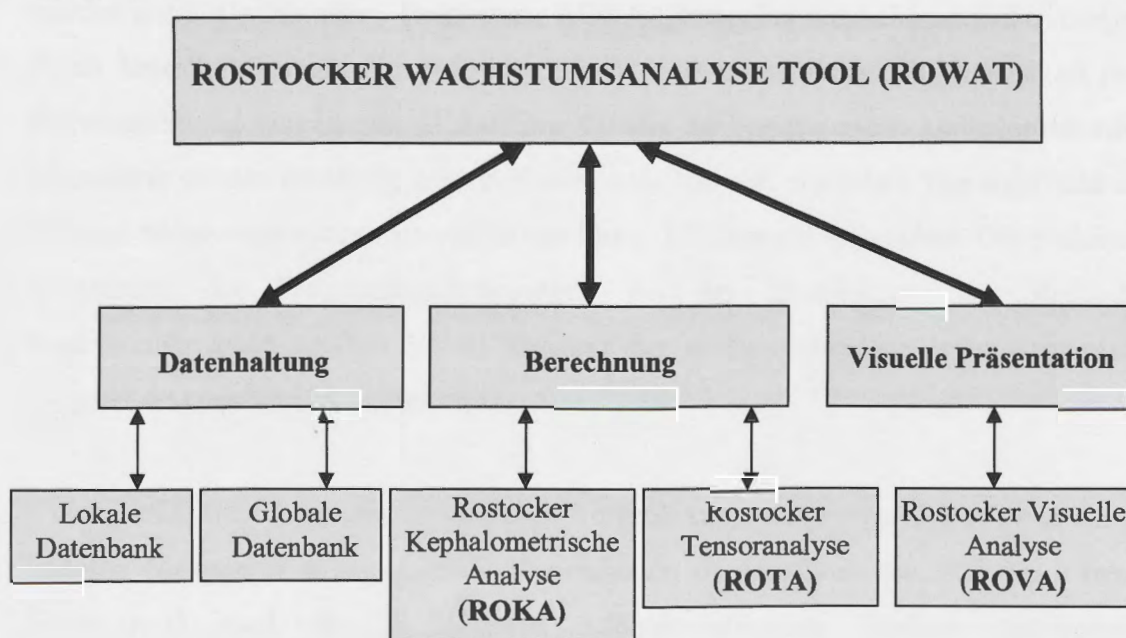 ROSTOCKER WACHSTUMSANALYSE TOOL (ROWAT)
Datenhaltung
Berechnung
Visuelle Präsentation
Lokale
Datenbank
Globale
Datenbank
Rostocker
Kephalometrische
Analyse
(ROKA)
Rostocker
Tensoranalyse
(ROTA)
Rostocker Visuelle
Analyse
(ROVA)